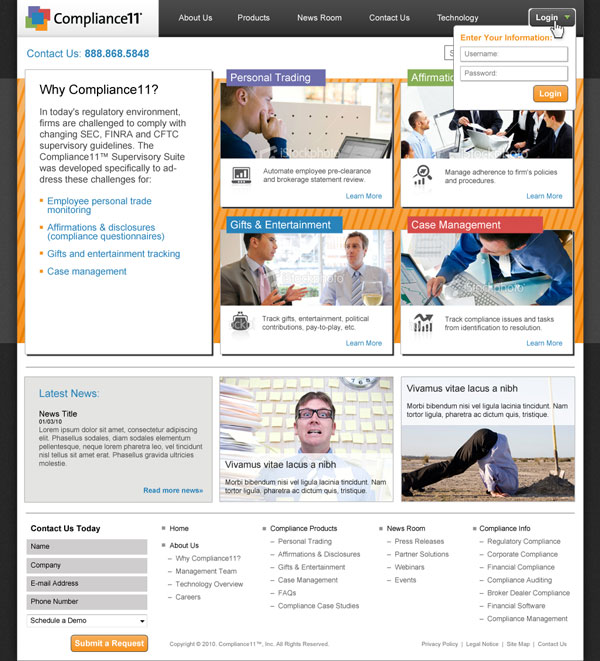 Compliance11
About Us
Products
News Room
Contact Us
Technology
Login
Contact Us: 888.868.5848
S
Enter Your Information:
Username:
Password:
Login
Why Compliance11?
In today's regulatory environment,
firms are challenged to comply with
changing SEC, FINRA and CFTC
supervisory guidelines. The
Compliance11™ Supervisory Suite
was developed specifically to ad-
dress these challenges for:
Employee personal trade
monitoring
Affirmations & disclosures
(compliance questionnaires)
Gifts and entertainment tracking
Case management
Personal Trading
iStockphoto
Automate employee pre-clearance
and brokerage statement review.
Learn More
Affirmatio
iStockphoto
Manage adherence to firm's policies
and procedures.
Learn More
Gifts & Entertainment
iStockphoto
Track gifts, entertainment, political
contributions, pay-to-play, etc.
Learn More
Case Management
iStockphoto
Track compliance issues and tasks
from identification to resolution.
Learn More
Latest News:
News Title
01/03/10
Lorem ipsum dolor sit amet, consectetur adipiscing
elit. Phasellus sodales, diam sodales elementum
pellentesque, neque lorem pharetra leo, vel tincidunt
nisl tellus sit amet erat. Phasellus gravida ultricies
molestie.
Read more news»
Vivamus vitae lacus a nibh
Morbi bibendum nisi vel ligula lacinia tincidunt. Nam
tortor ligula, pharetra quis dapibus quis, tristique.
Vivamus vitae lacus a nibh
Morbi bibendum nisi vel ligula lacinia tincidunt. Nam
tortor ligula, pharetra quis dapibus quis, tristique.
Contact Us Today
Name
Company
E-mail Address
Phone Number
Schedule a Demo
Submit a Request
Home
About Us
Why Compliance11?
Management Team
Technology Overview
Careers
Compliance Products
Personal Trading
Affirmations & Disclosures
Gifts & Entertainment
Case Management
FAQs
Compliance Case Studies
News Room
Press Releases
Partner Solutions
Webinars
Events
Compliance Info
Regulatory Compliance
Corporate Compliance
Financial Compliance
Compliance Auditing
Broker Dealer Compliance
Financial Software
Compliance Management
Copyright © 2010. Compliance11™, Inc. All Rights Reserved.
Privacy Policy | Legal Notice | Site Map | Contact Us